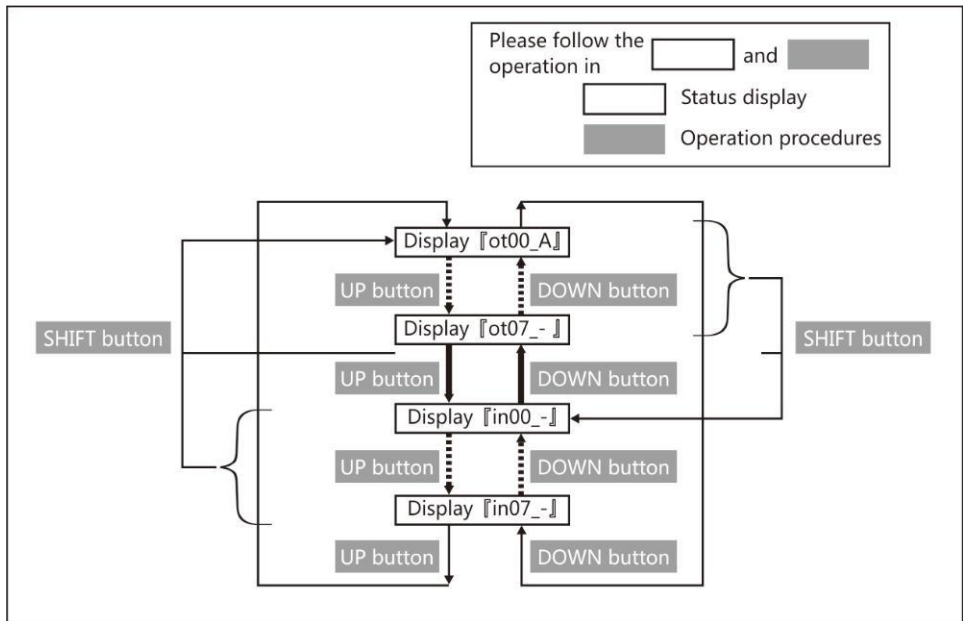 Please follow the
operation in and
Status display
Operation procedures
Display『ot00_A』
UP button DOWN button
Display『ot07_-』
SHIFT button SHIFT button
UP button DOWN button
Display『in00_-』
UP button DOWN button
Display『in07_-』
UP button DOWN button